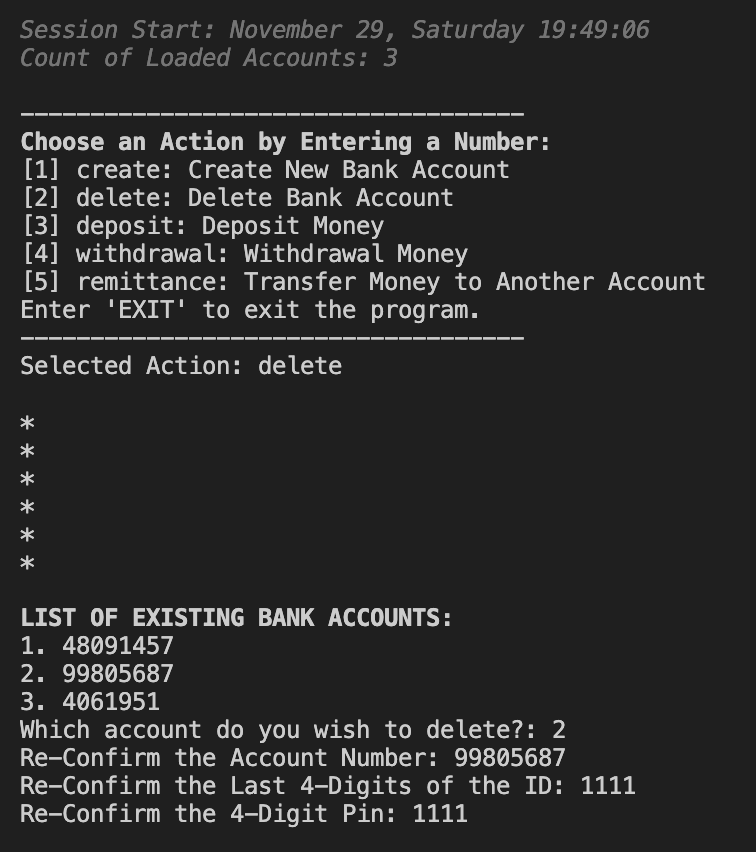 Session Start: November 29, Saturday 19:49:06
Count of Loaded Accounts: 3
------------------------------------
Choose an Action by Entering a Number:
[1] create: Create New Bank Account
[2] delete: Delete Bank Account
[3] deposit: Deposit Money
[4] withdrawal: Withdrawal Money
[5] remittance: Transfer Money to Another Account
Enter 'EXIT' to exit the program.
------------------------------------
Selected Action: delete
*
*
*
*
*
*
LIST OF EXISTING BANK ACCOUNTS:
1. 48091457
2. 99805687
3. 4061951
Which account do you wish to delete?: 2
Re-Confirm the Account Number: 99805687
Re-Confirm the Last 4-Digits of the ID: 1111
Re-Confirm the 4-Digit Pin: 1111